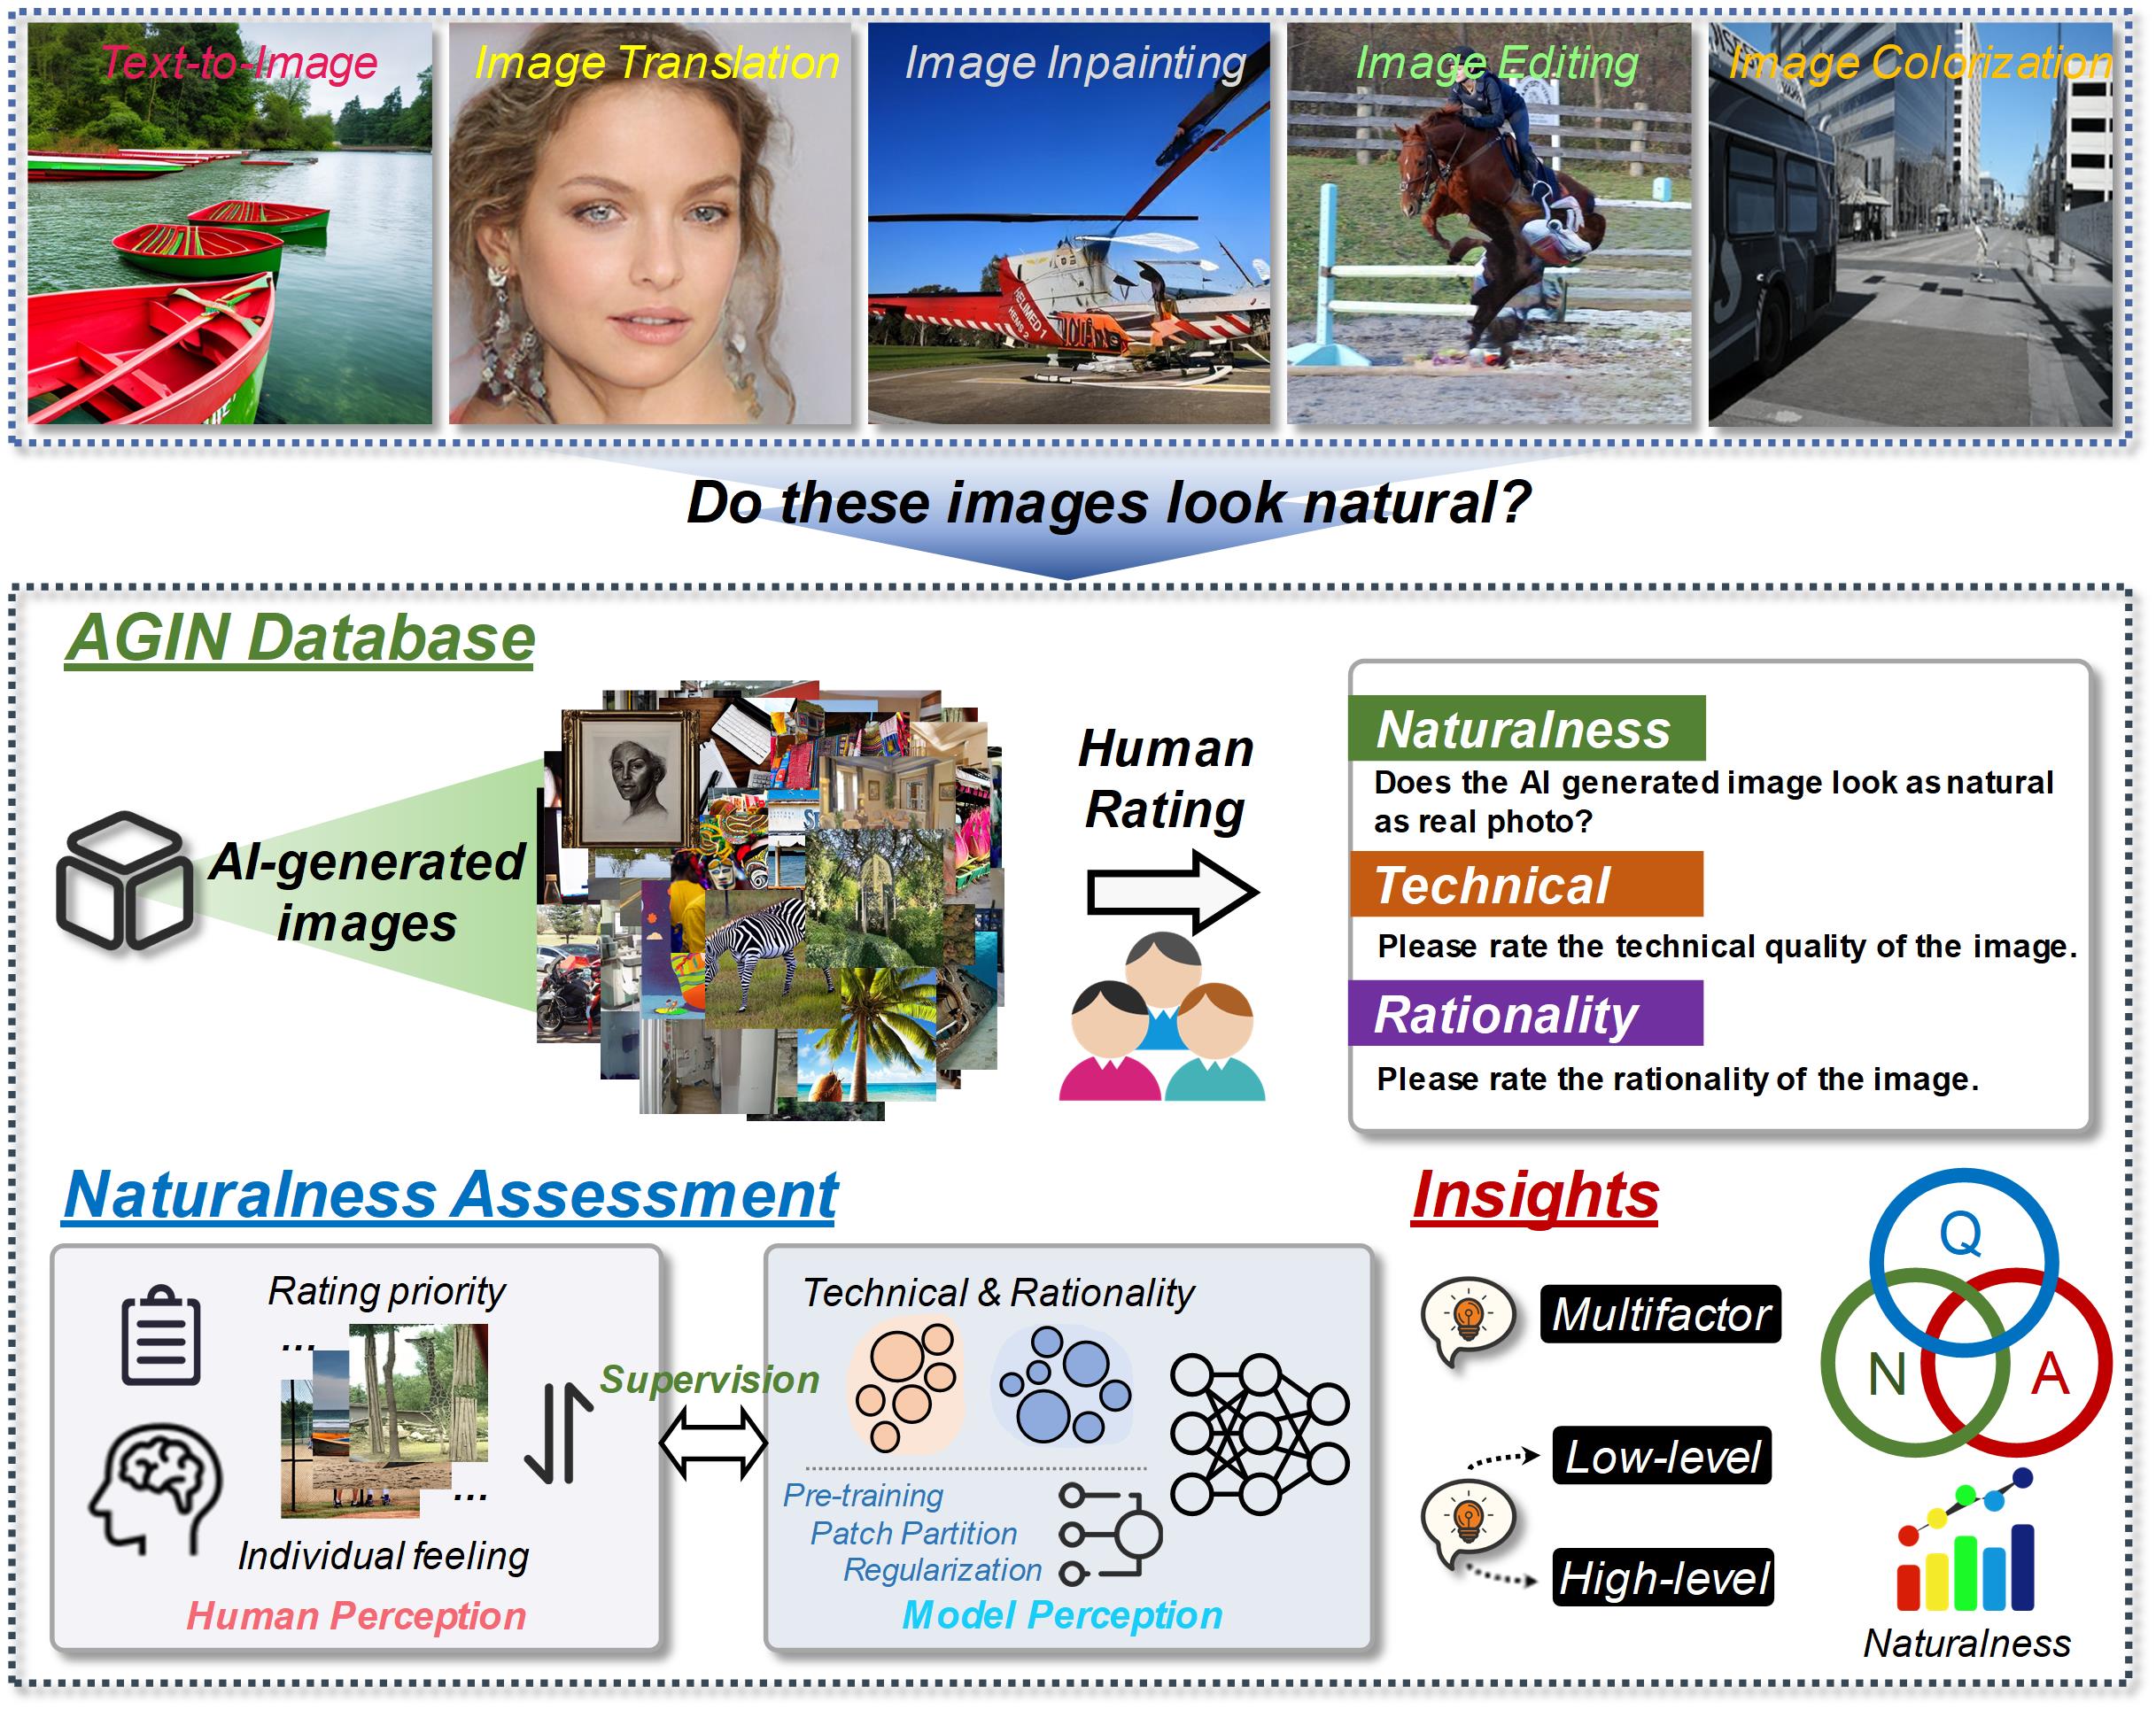 Text-to-Image
Image Translation
Image Inpainting
Image Editing
Image Colorization
HELIMED 1
HEMS 2
Do these images look natural?
AGIN Database
AI-generated
images
Human
Rating
Naturalness
Does the AI generated image look as natural
as real photo?
Technical
Please rate the technical quality of the image.
Rationality
Please rate the rationality of the image.
Naturalness Assessment
Rating priority
...
...
Individual feeling
Human Perception
Supervision
Technical & Rationality
Pre-training
Patch Partition
Regularization
Model Perception
Insights
Multifactor
Low-level
High-level
Q
N
A
Naturalness